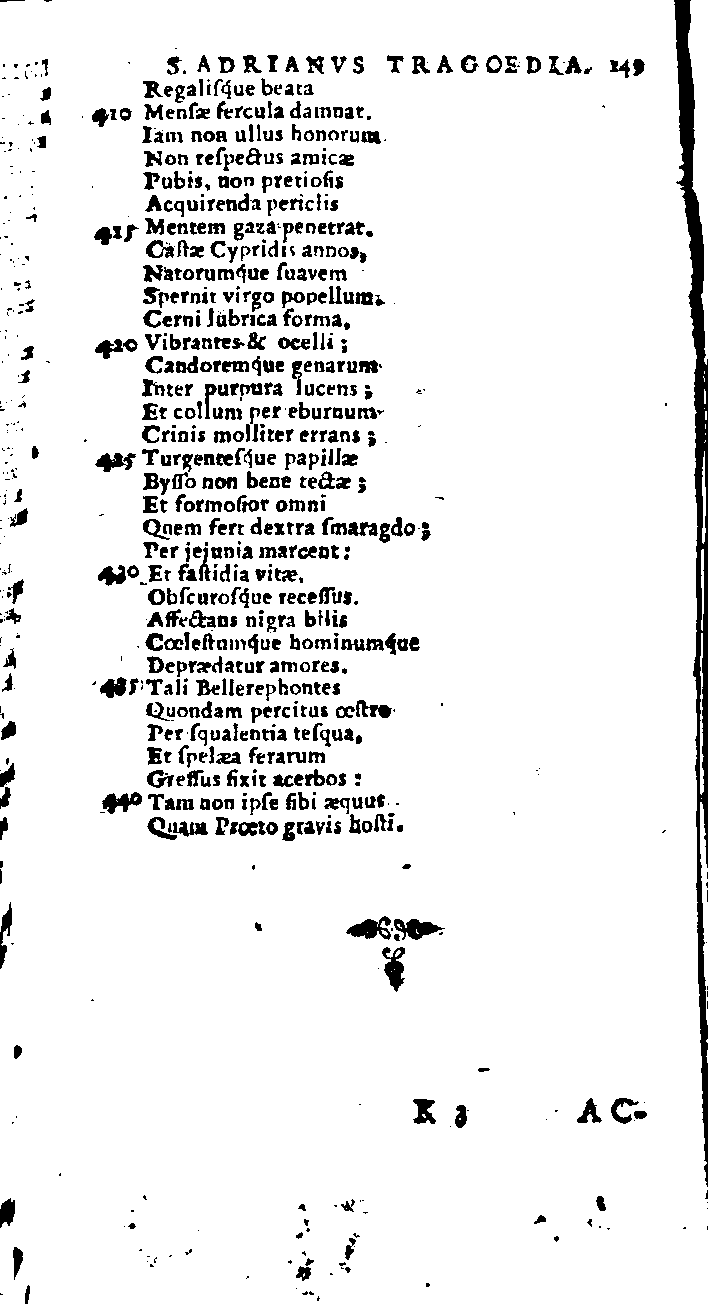 S. ADRIANVS TRAGOEDIA. 149
Regalisque beata
410 Mensæ fercula damnat.
Iam non ullus honorum
Non respectus amicæ
Pubis, non pretiosis
Acquirenda periclis
415 Mentem gaza penetrat.
Castæ Cypridis annos,
Natorumque suavem
Spernit virgo popellum.
Cerni lubrica forma,
420 Vibrantes & ocelli ;
Candoremque genarum
Inter purpura lucens ;
Et collum per eburnum
Crinis molliter errans ;
425 Turgentesque papillæ
Bysso non bene tectæ ;
Et formosior omni
Quem fert dextra smaragdo ;
Per jejunia marcent :
430 Et fastidia vitæ,
Obscurosque recessus.
Affectans nigra bilis
Cœlestumque hominumque
Deprædatur amores.
435 Tali Bellerephontes
Quondam percitus œstro
Per squalentia tesqua,
Et spelæa ferarum
Gressus fixit acerbos :
440 Tam non ipse sibi æquus
Quam Prœto gravis hosti.
K 3 AC-